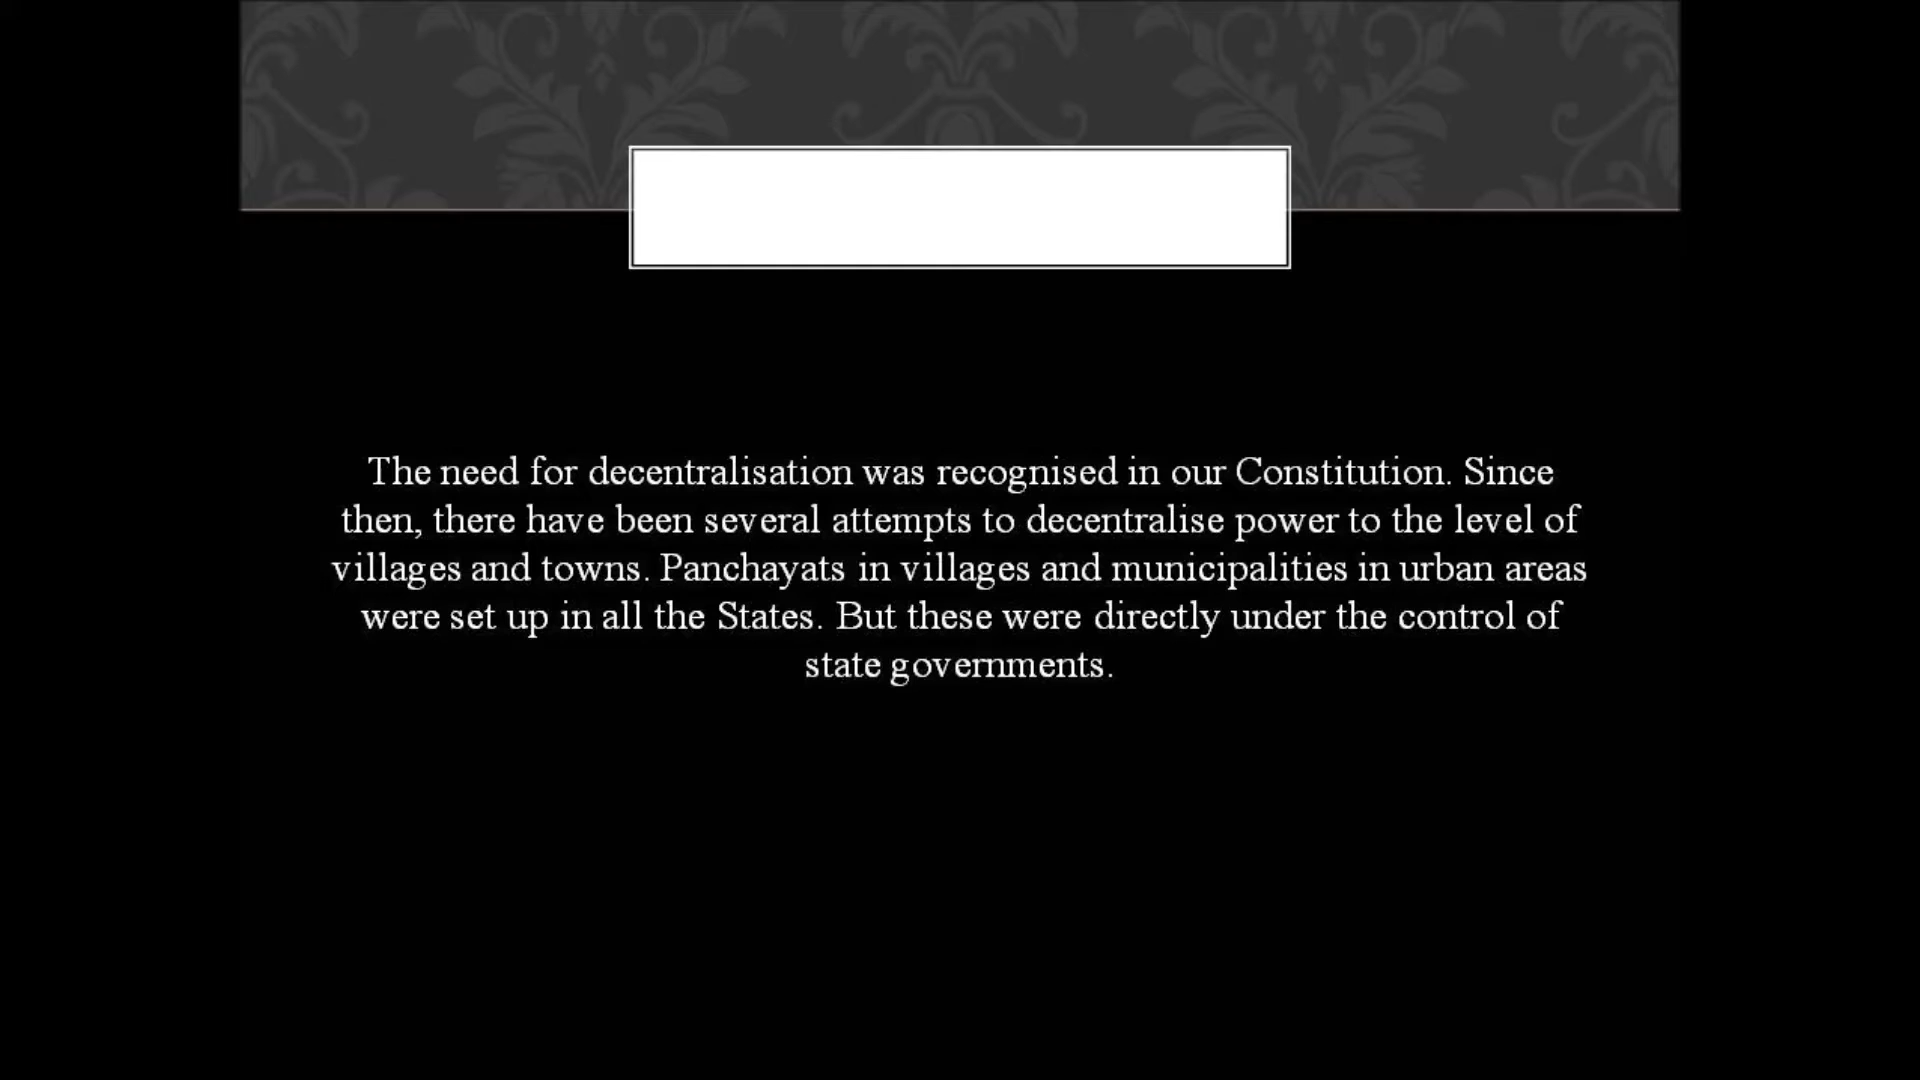 The need for decentralisation was recognised in our Constitution. Since
then, there have been several attempts to decentralise power to the level of
villages and towns. Panchayats in villages and municipalities in urban areas
were set up in all the States. But these were directly under the control of
state governments.